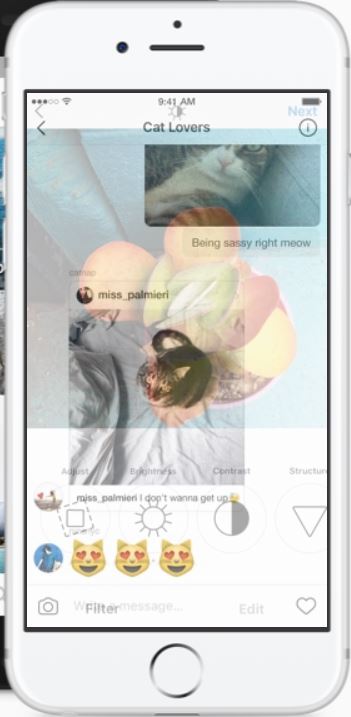 9:41 AM
Next
Cat Lovers
Being sassy right meow
catnap
miss_palmieri
Adjust
Brightness
Contrast
Structure
miss_palmieri I don't wanna get up
Write a message...
Filter
Edit